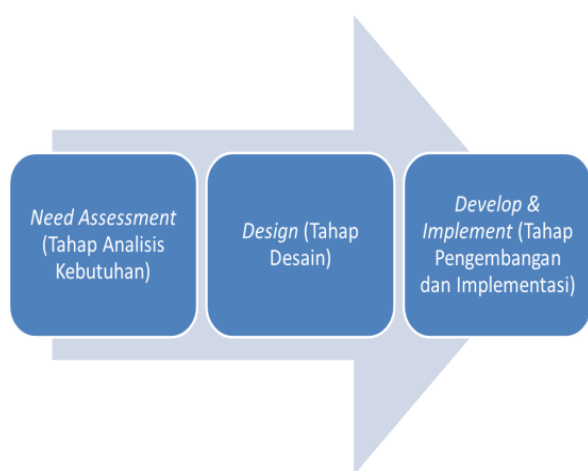 Need Assessment
(Tahap Analisis
Kebutuhan)
Design (Tahap
Desain)
Develop &
Implement (Tahap
Pengembangan
dan Implementasi)